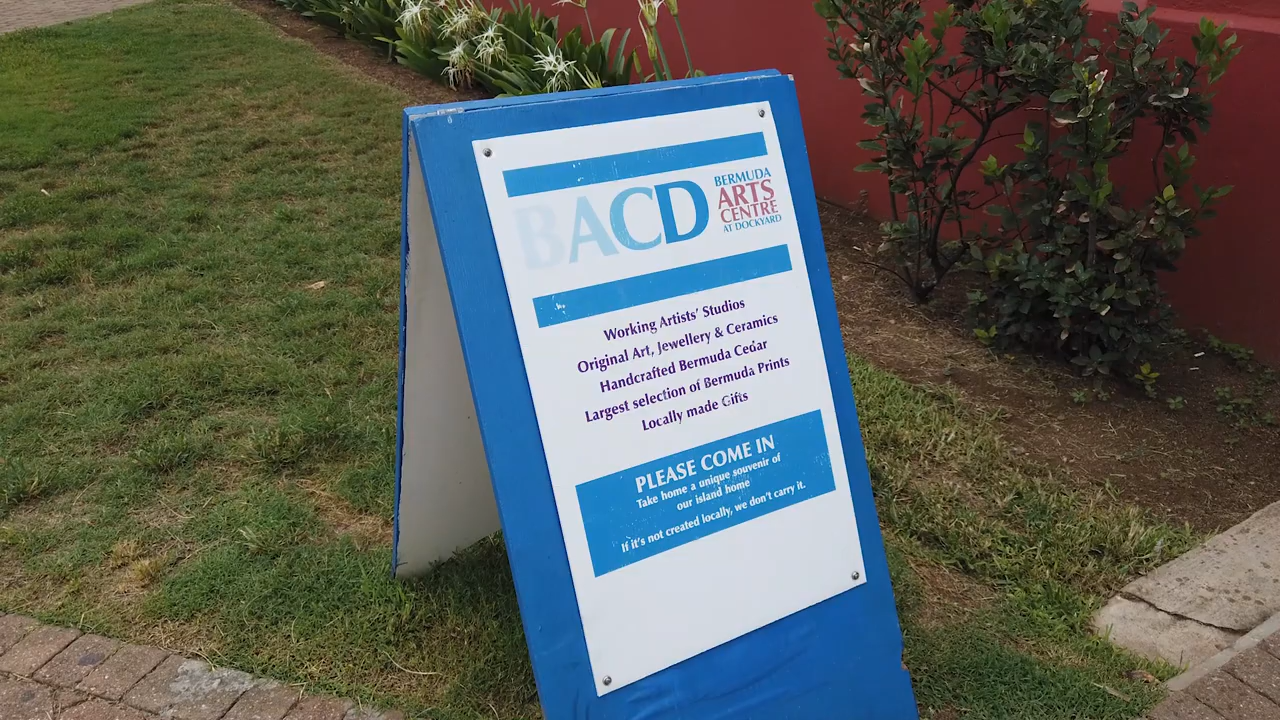 BACD
BERMUDA
ARTS
CENTRE
AT DOCKYARD
Working Artists' Studios
Original Art, Jewellery & Ceramics
Handcrafted Bermuda Cedar
Largest selection of Bermuda Prints
Locally made Gifts
PLEASE COME IN
Take home a unique souvenir of
our island home
If it's not created locally, we don't carry it.